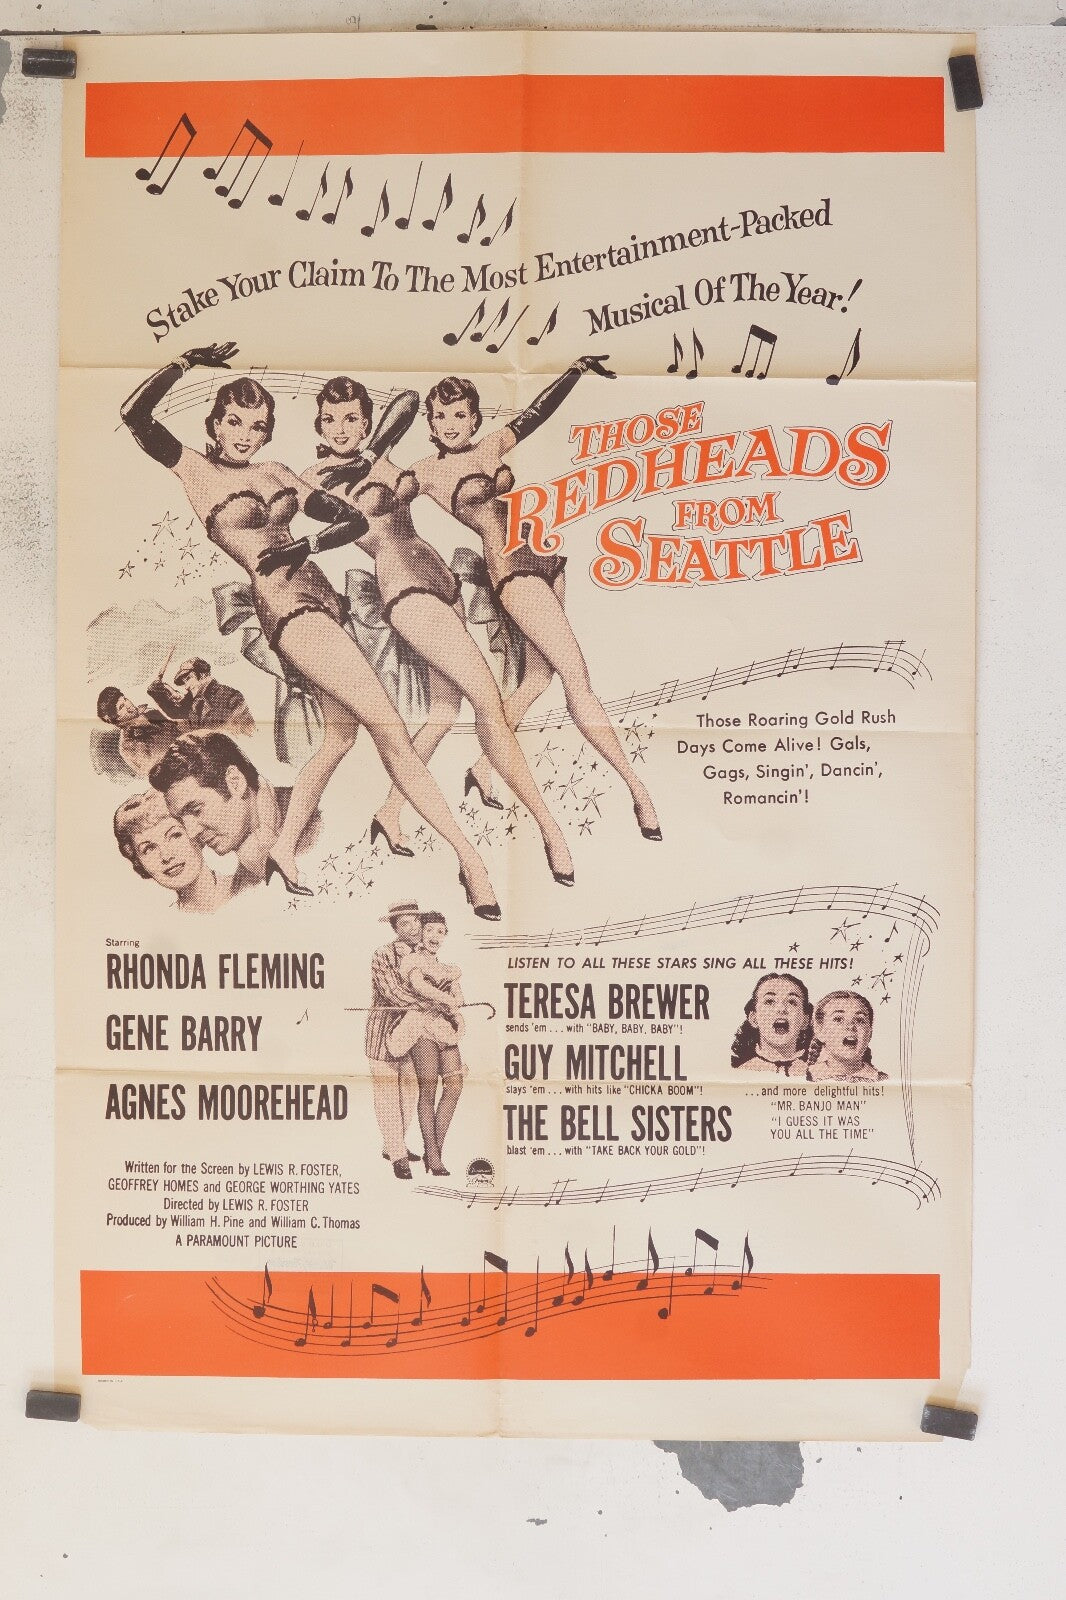 Stake Your Claim To The Most Entertainment-Packed
Musical Of The Year!
THOSE
REDHEADS
FROM
SEATTLE
Those Roaring Gold Rush
Days Come Alive! Gals,
Gags, Singin', Dancin',
Romancin'!
Starring
RHONDA FLEMING
GENE BARRY
AGNES MOOREHEAD
Written for the Screen by LEWIS R. FOSTER,
GEOFFREY HOMES and GEORGE WORTHING YATES
Directed by LEWIS R. FOSTER
Produced by William H. Pine and William C. Thomas
A PARAMOUNT PICTURE
LISTEN TO ALL THESE STARS SING ALL THESE HITS!
TERESA BREWER
sends 'em ... with "BABY, BABY, BABY"!
GUY MITCHELL
slays 'em ... with hits like "CHICKA BOOM"!
THE BELL SISTERS
blast 'em ... with "TAKE BACK YOUR GOLD"!
...and more delightful hits!
"MR. BANJO MAN"
"I GUESS IT WAS
YOU ALL THE TIME"